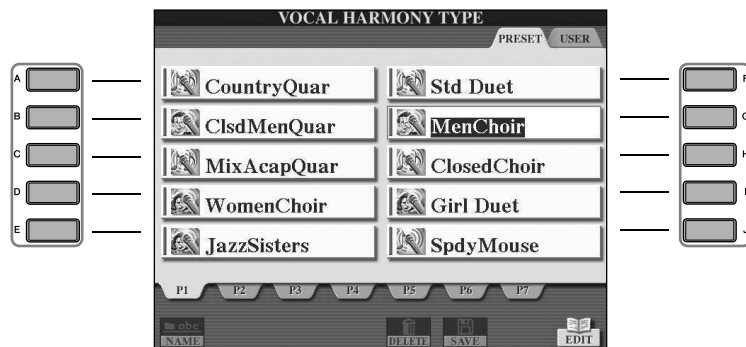 VOCAL HARMONY TYPE
PRESET USER
A CountryQuar Std Duet F
B ClsdMenQuar MenChoir G
C MixAcapQuar ClosedChoir H
D WomenChoir Girl Duet I
E JazzSisters SpdyMouse J
P1 P2 P3 P4 P5 P6 P7
abc
NAME DELETE SAVE EDIT